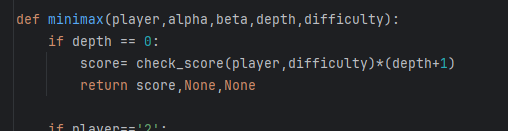 def minimax(player,alpha,beta,depth,difficulty):
if depth == 0:
score= check_score(player,difficulty)*(depth+1)
return score,None,None
if player=='2':